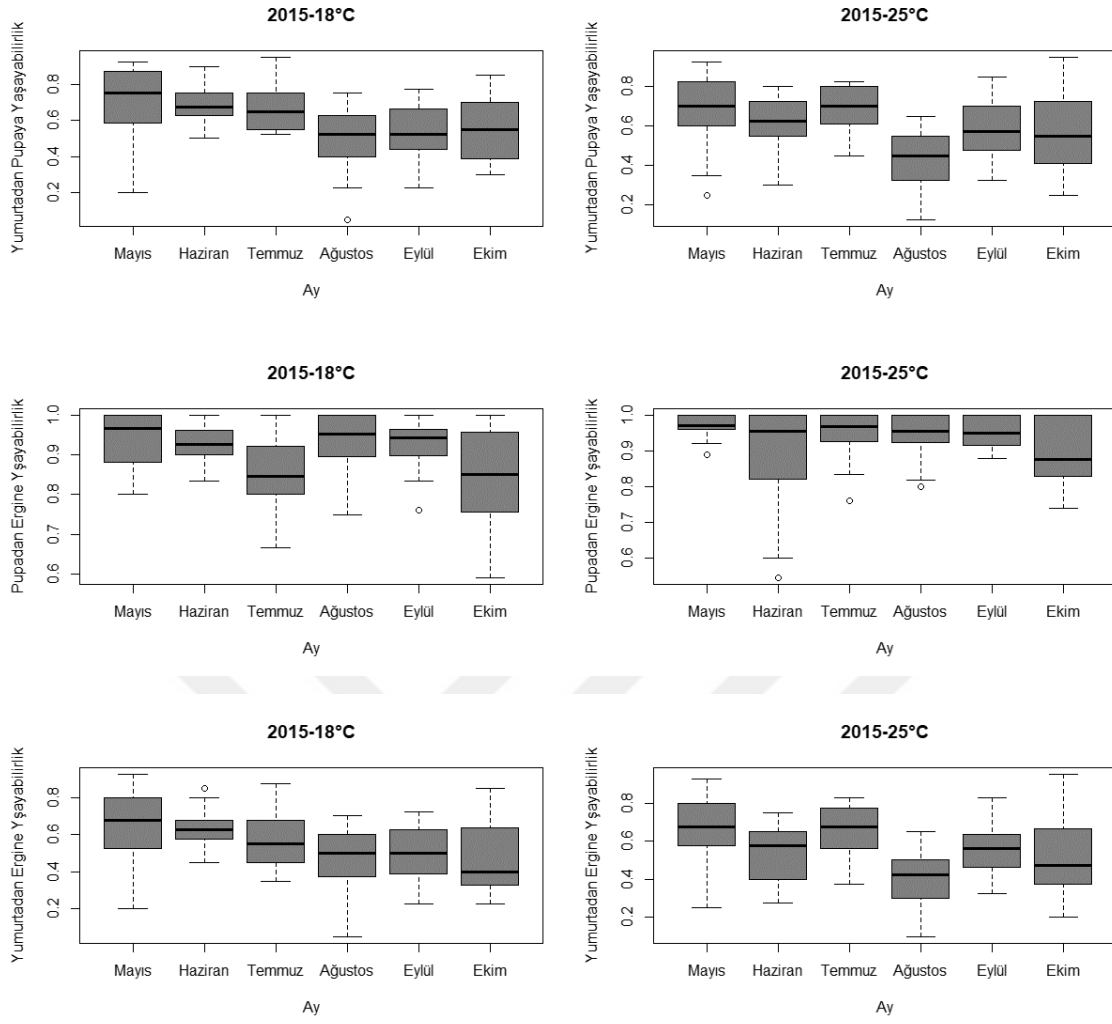 2015-18°C
Yumurtadan Pupaya Yaşayabilirlik
0.8
0.6
0.4
0.2
Mayıs Haziran Temmuz Ağustos Eylül Ekim
Ay
2015-25°C
Yumurtadan Pupaya Yaşayabilirlik
0.8
0.6
0.4
0.2
Mayıs Haziran Temmuz Ağustos Eylül Ekim
Ay
2015-18°C
Pupadan Ergine Yşayabilirlik
1.0
0.9
0.8
0.7
0.6
Mayıs Haziran Temmuz Ağustos Eylül Ekim
Ay
2015-25°C
Pupadan Ergine Yşayabilirlik
1.0
0.9
0.8
0.7
0.6
Mayıs Haziran Temmuz Ağustos Eylül Ekim
Ay
2015-18°C
Yumurtadan Ergine Yşayabilirlik
0.8
0.6
0.4
0.2
Mayıs Haziran Temmuz Ağustos Eylül Ekim
Ay
2015-25°C
Yumurtadan Ergine Yşayabilirlik
0.8
0.6
0.4
0.2
Mayıs Haziran Temmuz Ağustos Eylül Ekim
Ay